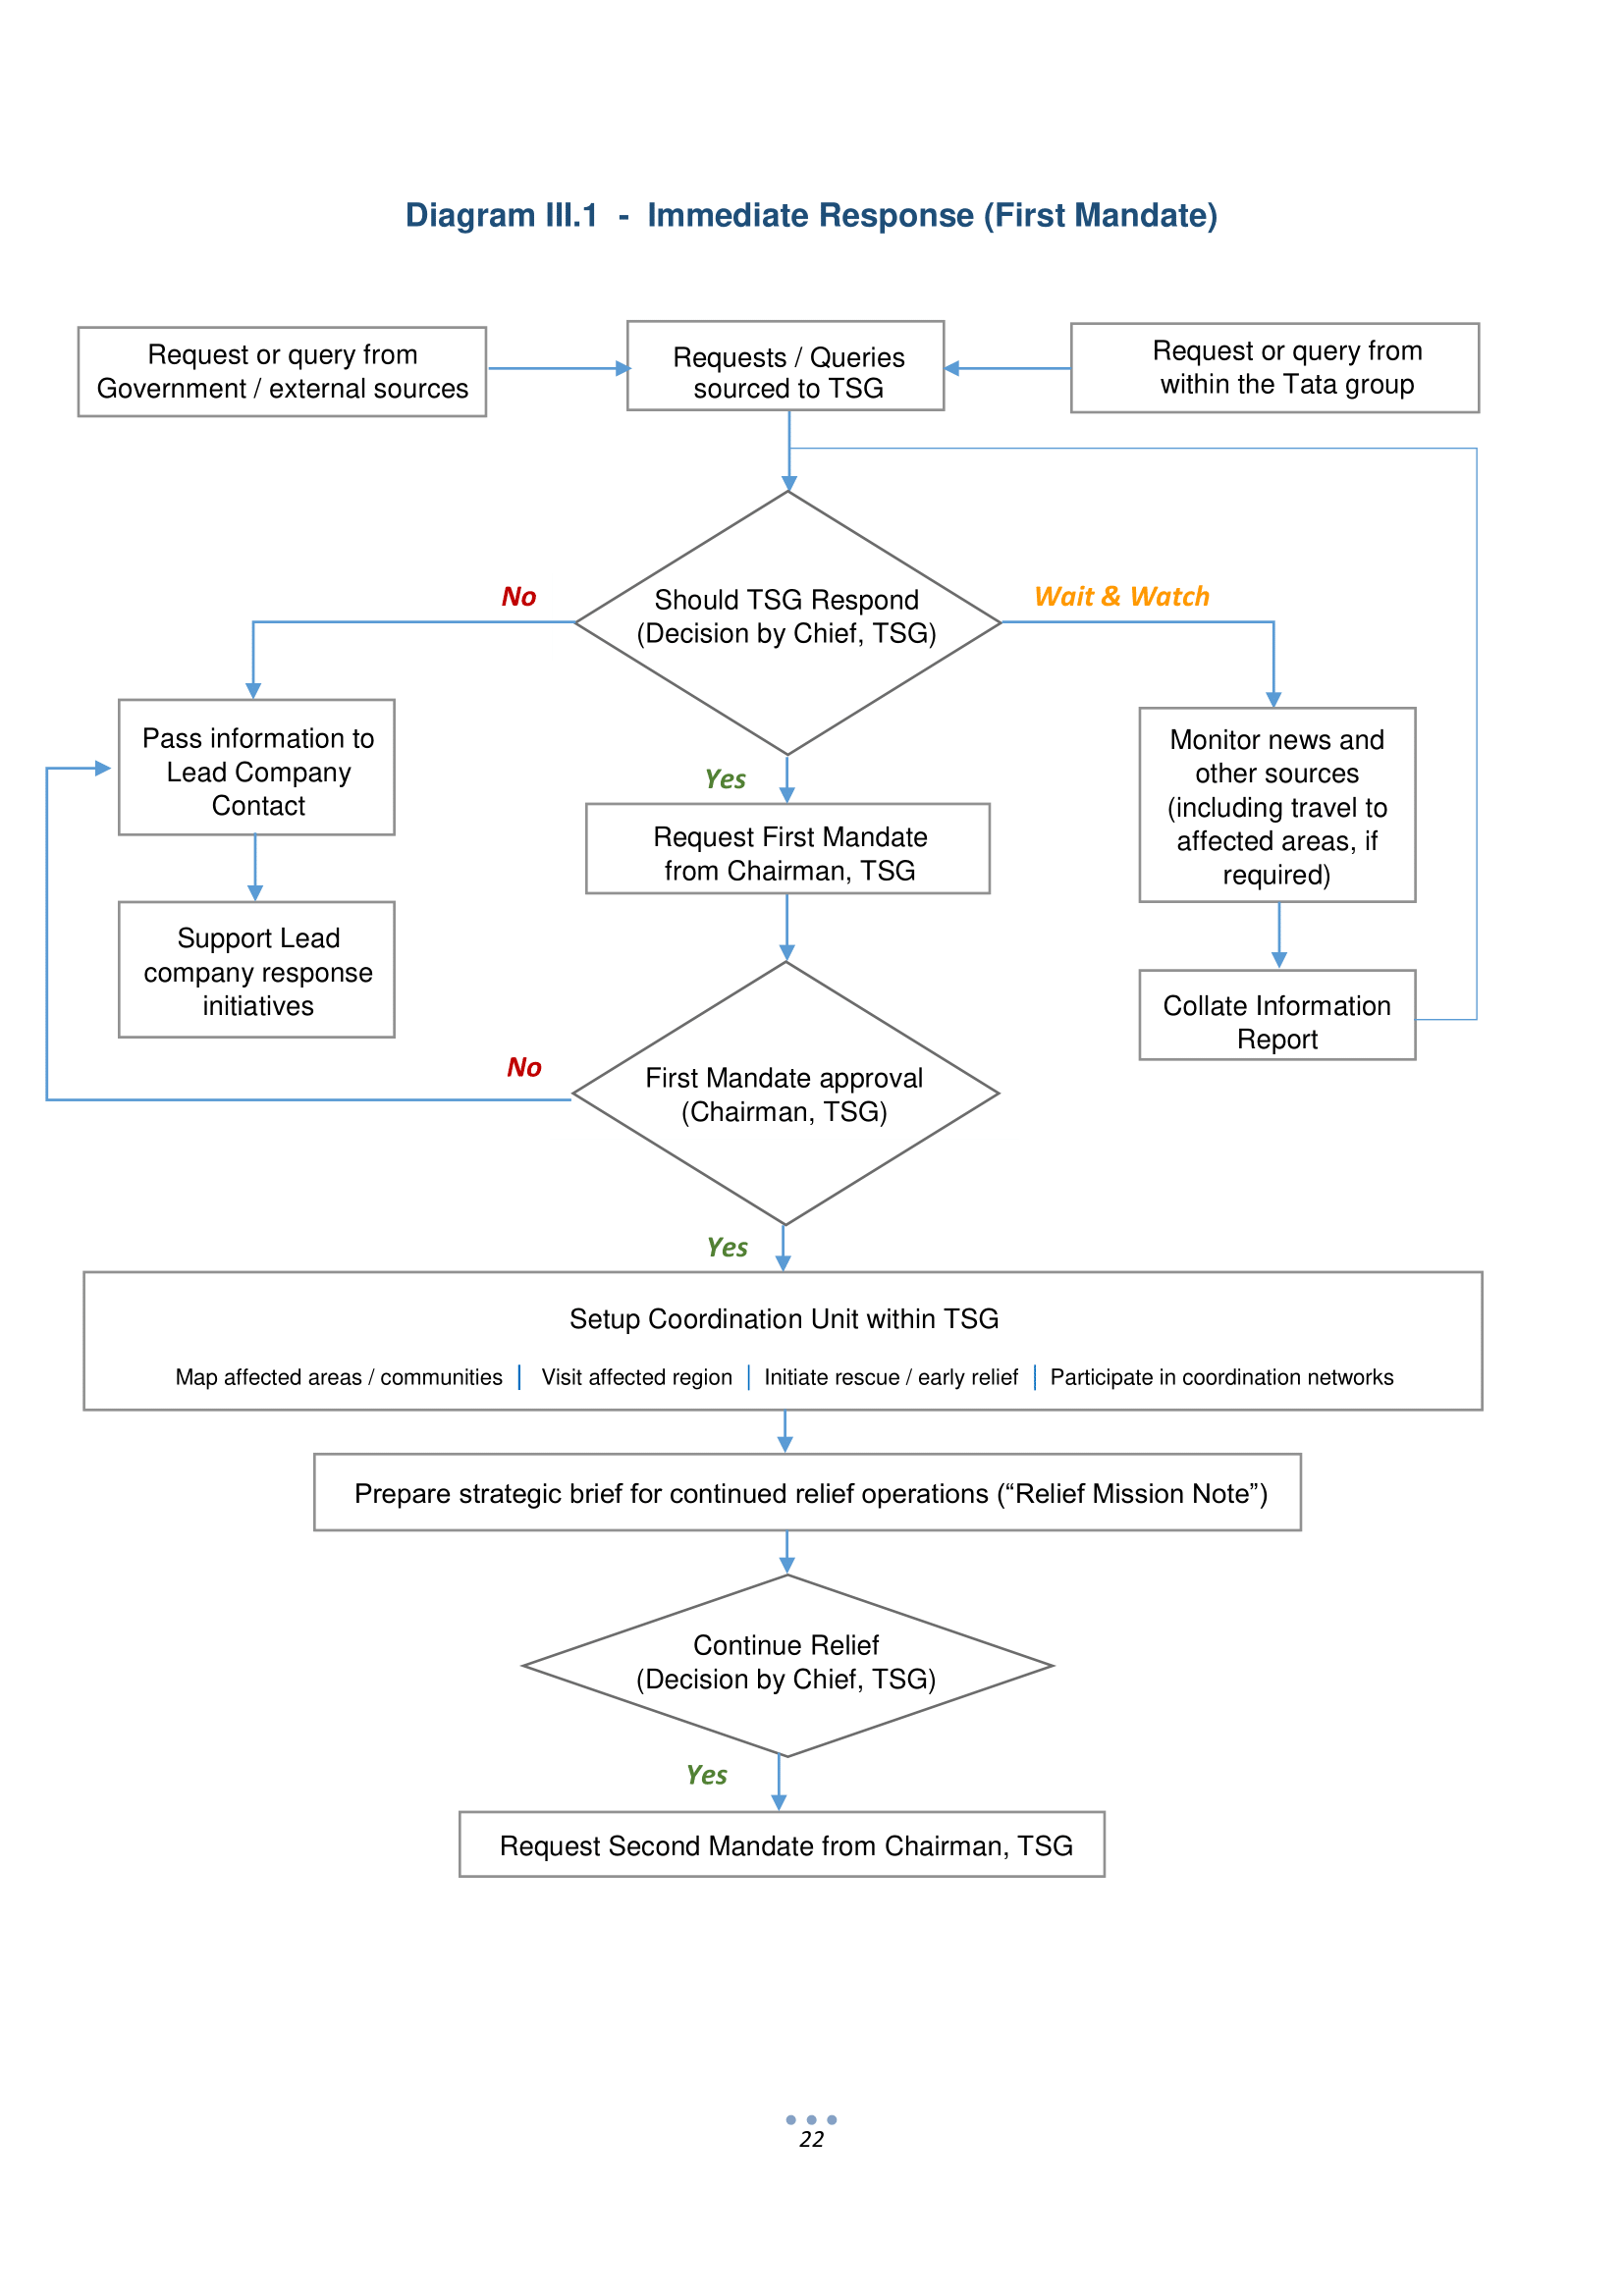 Diagram III.1 - Immediate Response (First Mandate)
Request or query from
Government / external sources
Requests / Queries
sourced to TSG
Request or query from
within the Tata group
No
Should TSG Respond
(Decision by Chief, TSG)
Wait & Watch
Pass information to
Lead Company
Contact
Yes
Monitor news and
other sources
(including travel to
affected areas, if
required)
Request First Mandate
from Chairman, TSG
Support Lead
company response
initiatives
Collate Information
Report
No
First Mandate approval
(Chairman, TSG)
Yes
Setup Coordination Unit within TSG
Map affected areas / communities | Visit affected region | Initiate rescue / early relief | Participate in coordination networks
Prepare strategic brief for continued relief operations (“Relief Mission Note”)
Continue Relief
(Decision by Chief, TSG)
Yes
Request Second Mandate from Chairman, TSG
22